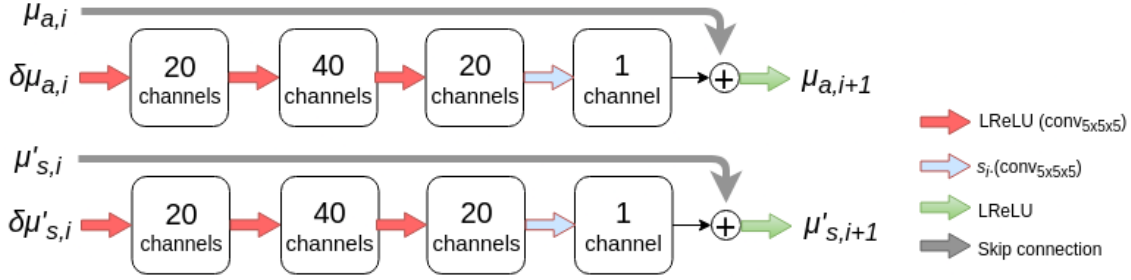 μa,i
δμa,i
20 channels
40 channels
20 channels
1 channel
+
μa,i+1
μ's,i
δμ's,i
20 channels
40 channels
20 channels
1 channel
+
μ's,i+1
LReLU (conv5x5x5)
si·(conv5x5x5)
LReLU
Skip connection